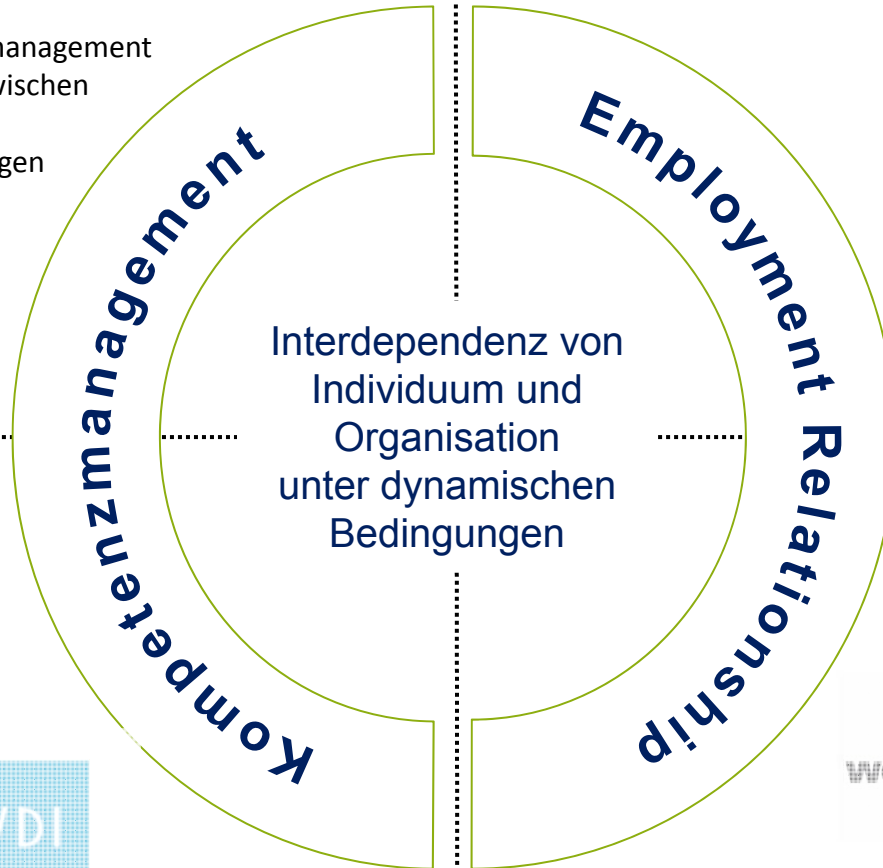 Kompetenzmanagement
Employment Relationship
Interdependenz von
Individuum und
Organisation
unter dynamischen
Bedingungen